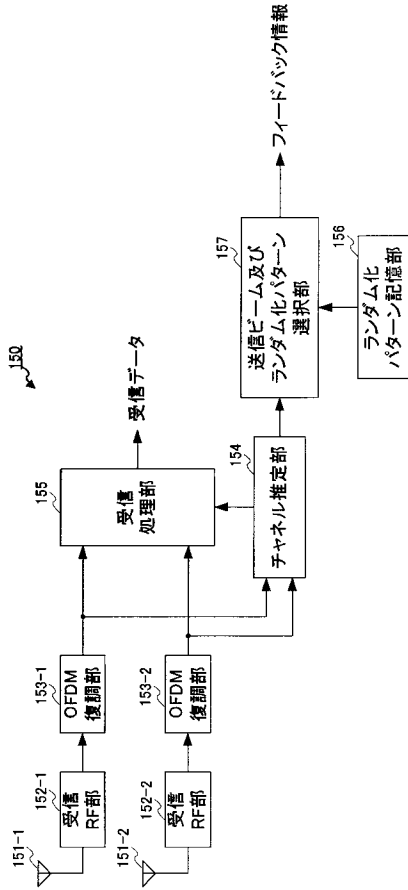 150
151-1
152-1
受信
RF部
153-1
OFDM
復調部
155
受信
処理部
受信データ
151-2
152-2
受信
RF部
153-2
OFDM
復調部
154
チャネル推定部
157
送信ビーム及び
ランダム化パターン
選択部
フィードバック情報
156
ランダム化
パターン記憶部